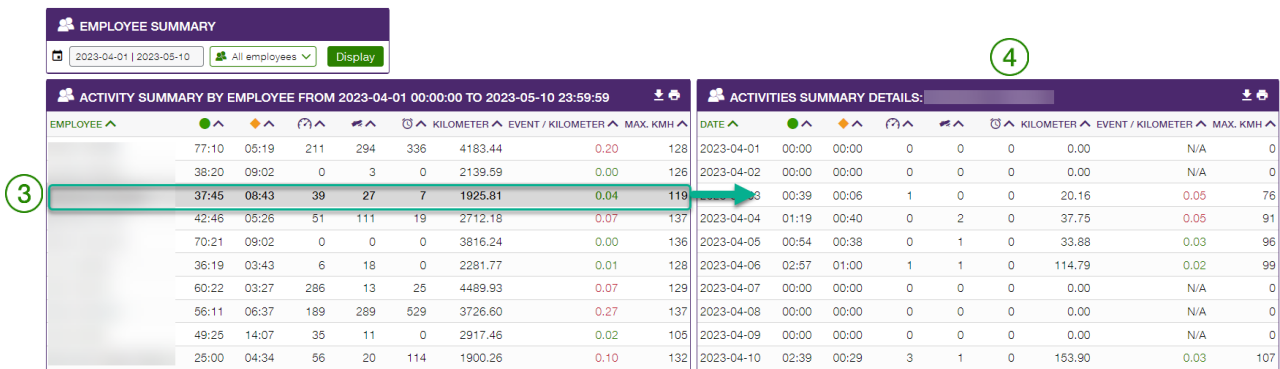 EMPLOYEE SUMMARY
2023-04-01 | 2023-05-10 All employees Display
4
ACTIVITY SUMMARY BY EMPLOYEE FROM 2023-04-01 00:00:00 TO 2023-05-10 23:59:59
EMPLOYEE KILOMETER EVENT / KILOMETER MAX. KMH
77:10 05:19 211 294 336 4183.44 0.20 128
38:20 09:02 0 3 0 2139.59 0.00 126
3
37:45 08:43 39 27 7 1925.81 0.04 119
42:46 05:26 51 111 19 2712.18 0.07 137
70:21 09:02 0 0 0 3816.24 0.00 136
36:19 03:43 6 18 0 2281.77 0.01 128
60:22 03:27 286 13 25 4489.93 0.07 129
56:11 06:37 189 289 529 3726.60 0.27 137
49:25 14:07 35 11 0 2917.46 0.02 105
25:00 04:34 56 20 114 1900.26 0.10 132
ACTIVITIES SUMMARY DETAILS:
DATE KILOMETER EVENT / KILOMETER MAX. KMH
2023-04-01 00:00 00:00 0 0 0 0.00 N/A 0
2023-04-02 00:00 00:00 0 0 0 0.00 N/A 0
00:39 00:06 1 0 0 20.16 0.05 76
2023-04-04 01:19 00:40 0 2 0 37.75 0.05 91
2023-04-05 00:54 00:38 0 1 0 33.88 0.03 96
2023-04-06 02:57 01:00 1 1 0 114.79 0.02 99
2023-04-07 00:00 00:00 0 0 0 0.00 N/A 0
2023-04-08 00:00 00:00 0 0 0 0.00 N/A 0
2023-04-09 00:00 00:00 0 0 0 0.00 N/A 0
2023-04-10 02:39 00:29 3 1 0 153.90 0.03 107